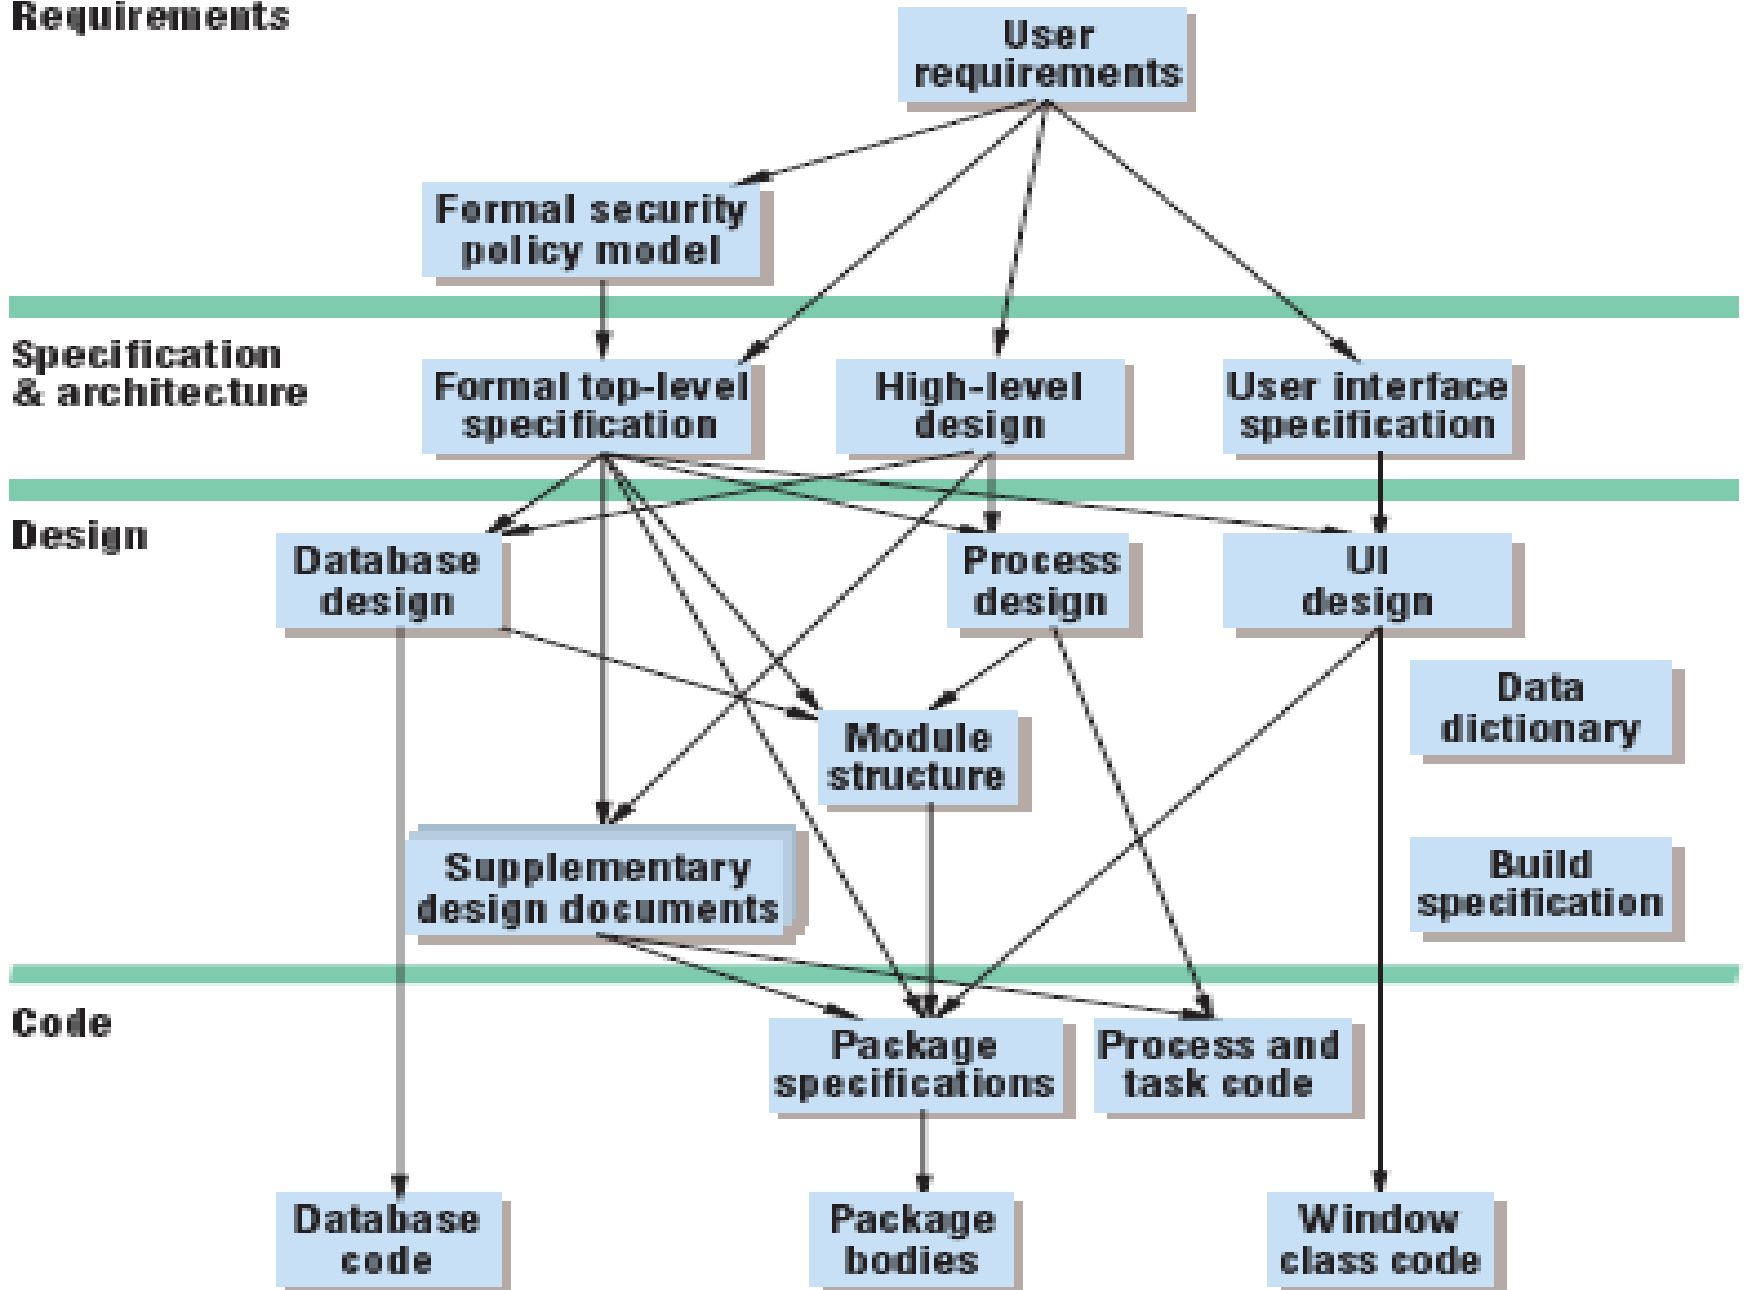 Requirements
User
requirements
Formal security
policy model
Specification
& architecture
Formal top-level
specification
High-level
design
User interface
specification
Design
Database
design
Process
design
UI
design
Data
dictionary
Module
structure
Supplementary
design documents
Build
specification
Code
Package
specifications
Process and
task code
Database
code
Package
bodies
Window
class code